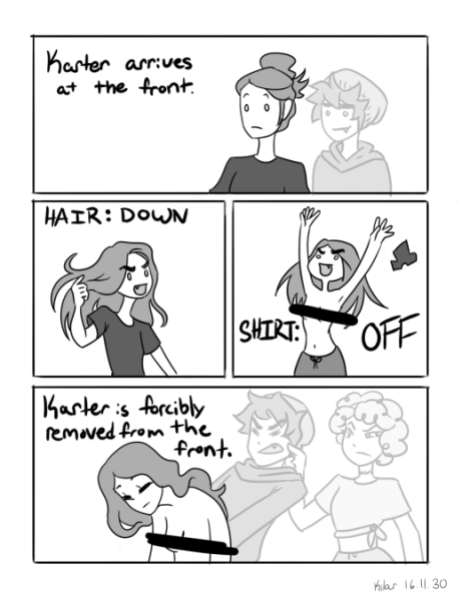 Karter arrives
at the front.
HAIR: DOWN
SHIRT: OFF
Karter is forcibly
removed from the
front.
Kilar 16.11.30